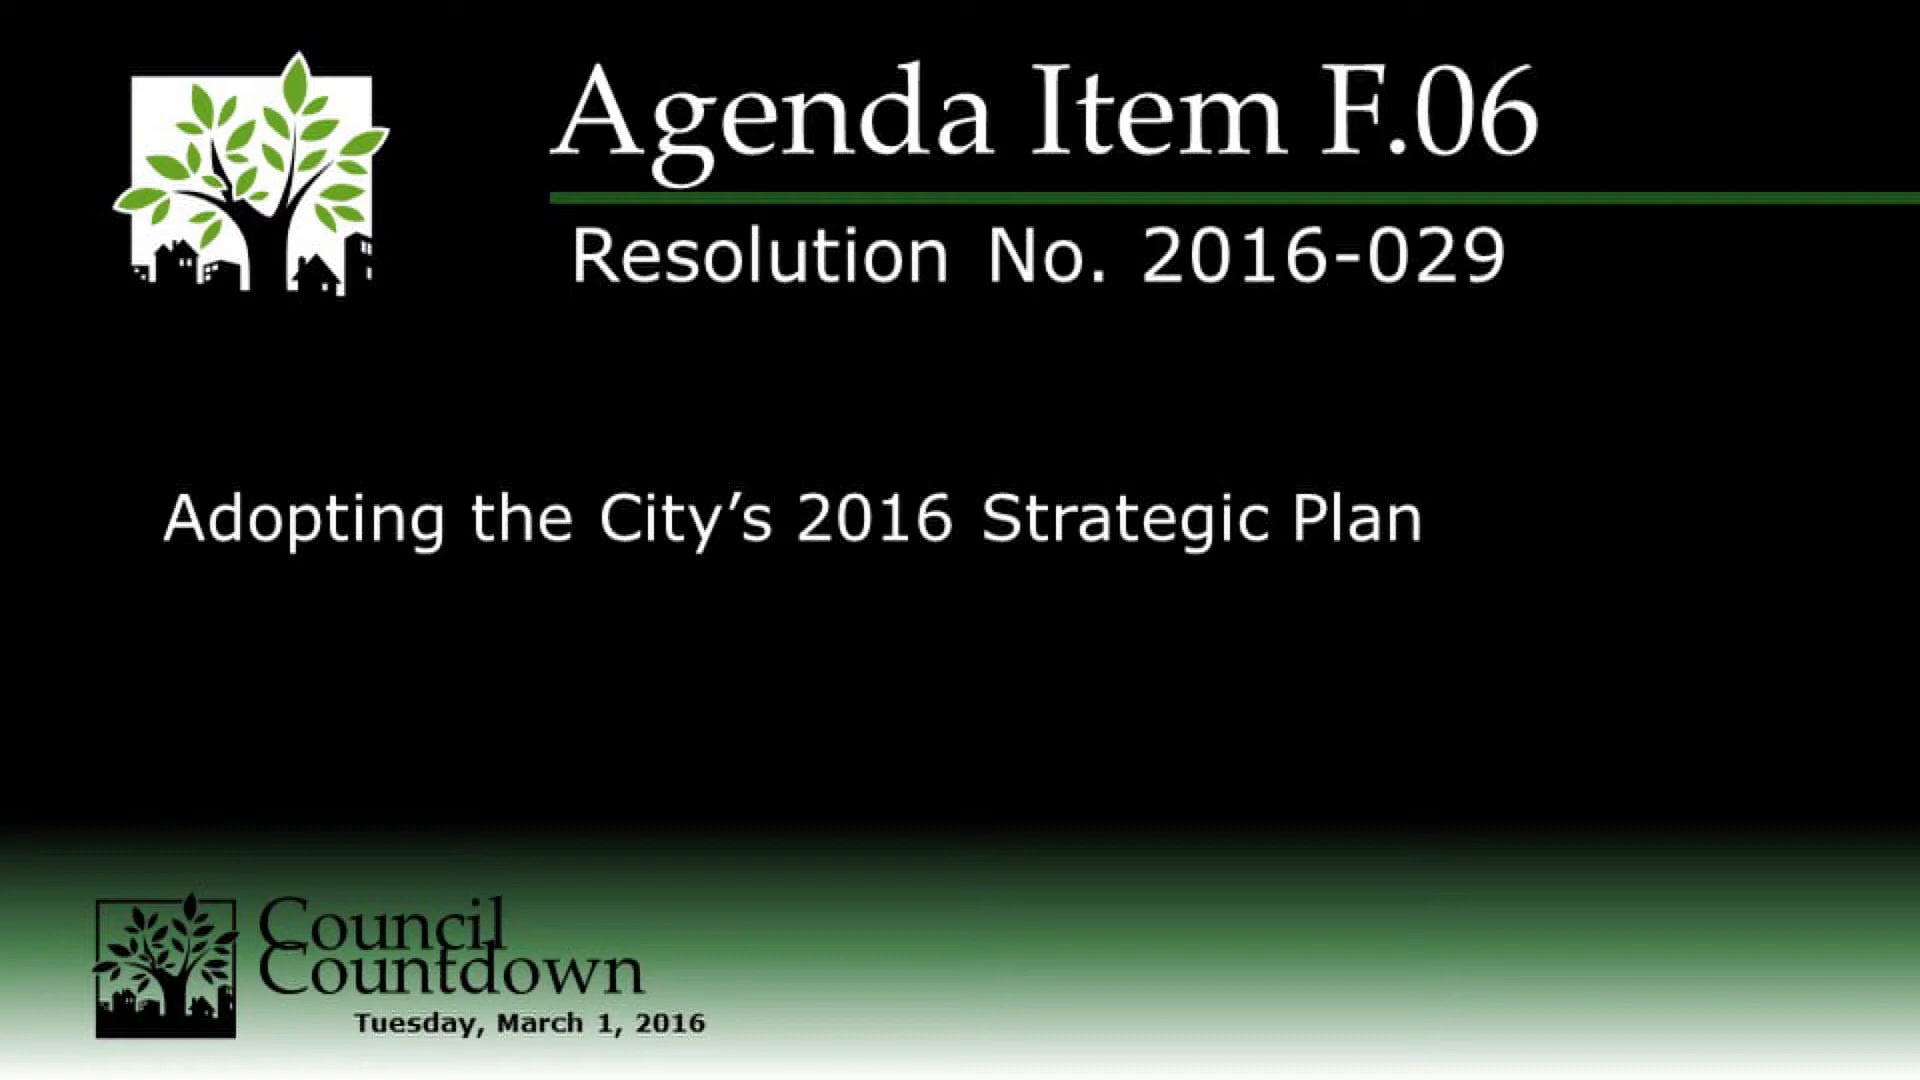 Agenda Item F.06
Resolution No. 2016-029
Adopting the City’s 2016 Strategic Plan
Council
Countdown
Tuesday, March 1, 2016